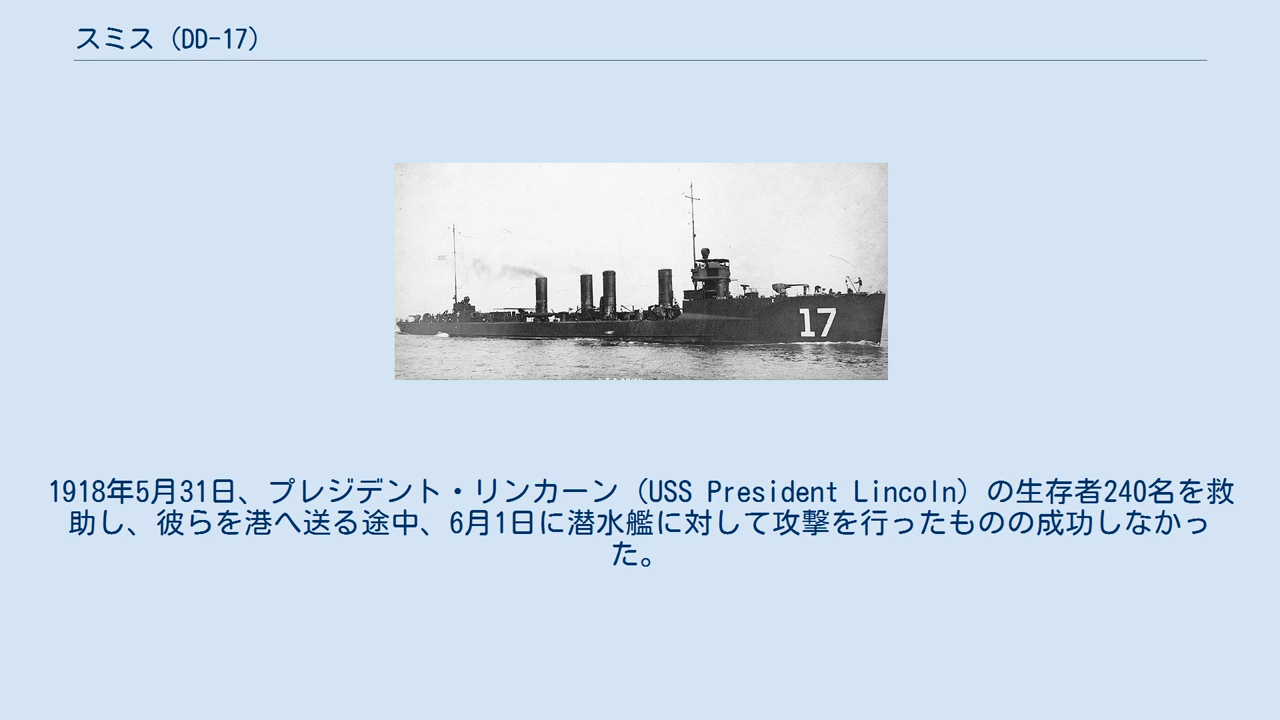 スミス（DD-17）
17
1918年5月31日、プレジデント・リンカーン（USS President Lincoln）の生存者240名を救
助し、彼らを港へ送る途中、6月1日に潜水艦に対して攻撃を行ったものの成功しなかっ
た。